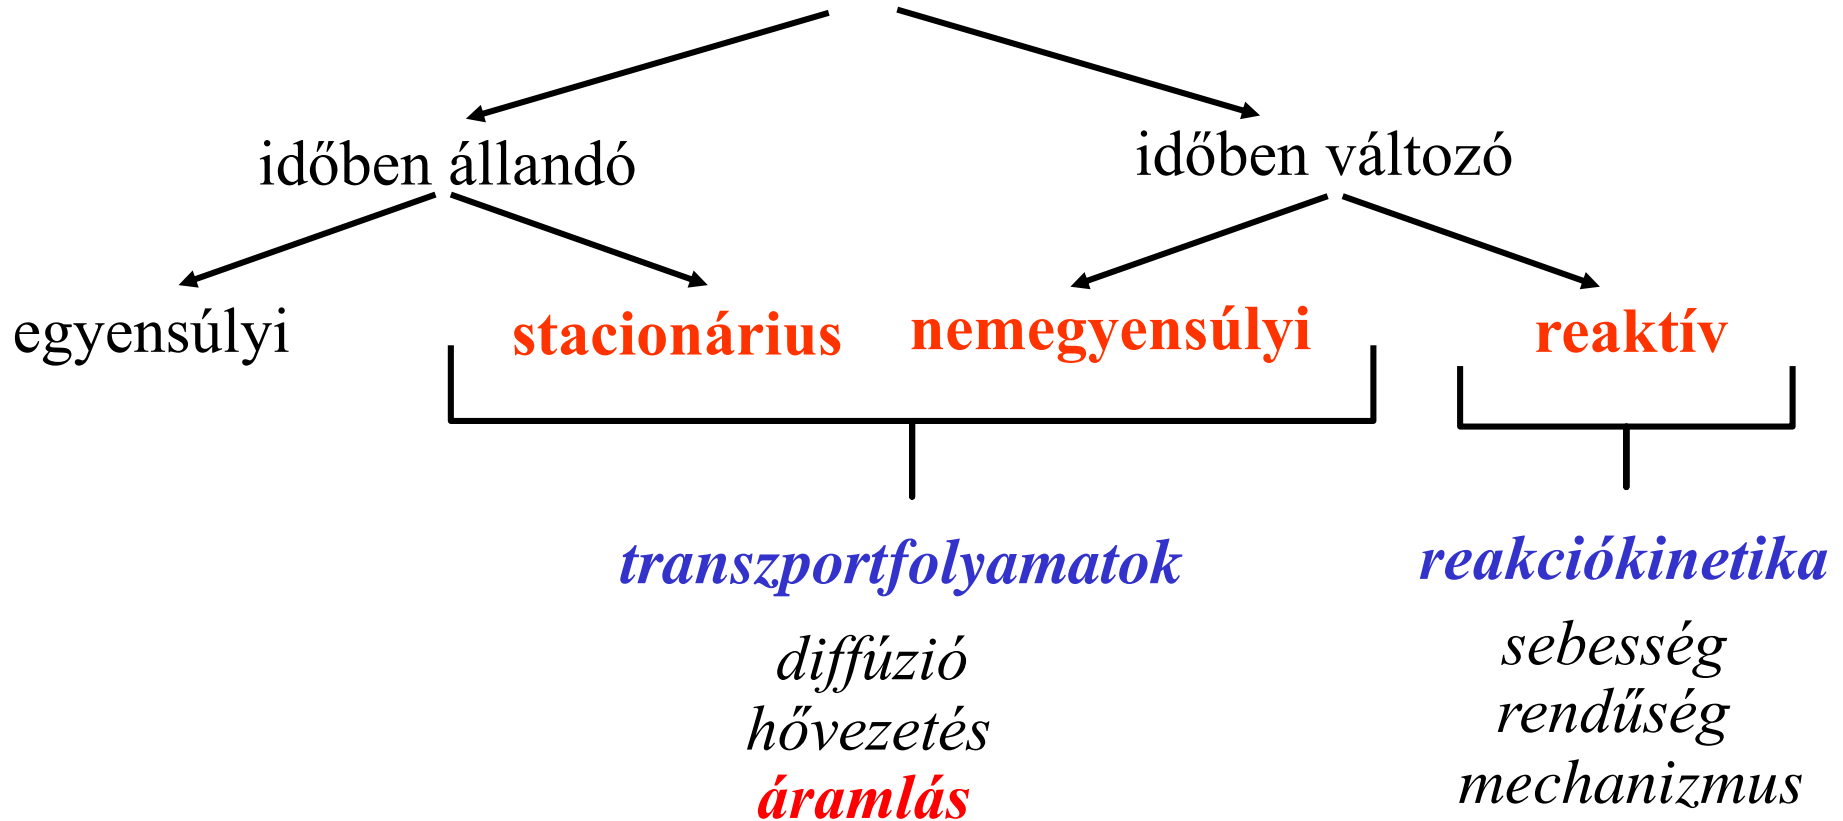 időben állandó
időben változó
egyensúlyi
stacionárius
nemegyensúlyi
reaktív
transzportfolyamatok
diffúzió
hővezetés
áramlás
reakciókinetika
sebesség
rendűség
mechanizmus